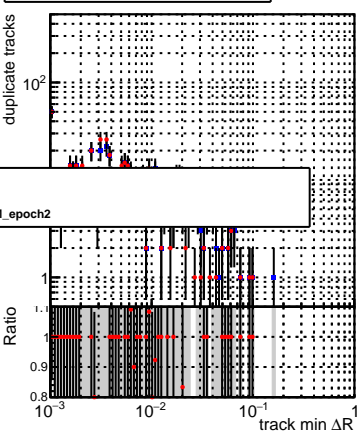 duplicate tracks
10²
l_epoch2
1
Ratio
1.1
1
0.9
0.8
10⁻³ 10⁻² 10⁻¹ 1
track min ΔR